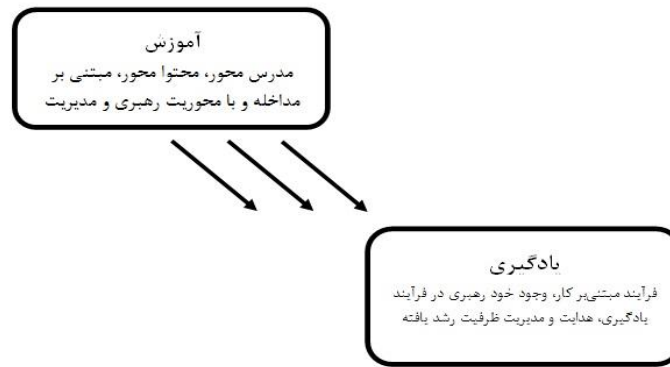 آموزش
مدرس محور، محتوا محور، مبتنی بر
مداخله و با محوریت رهبری و مدیریت
یادگیری
فرآیند مبتنی‌بر کار، وجود خود رهبری در فرآیند
یادگیری، هدایت و مدیریت ظرفیت رشد یافته